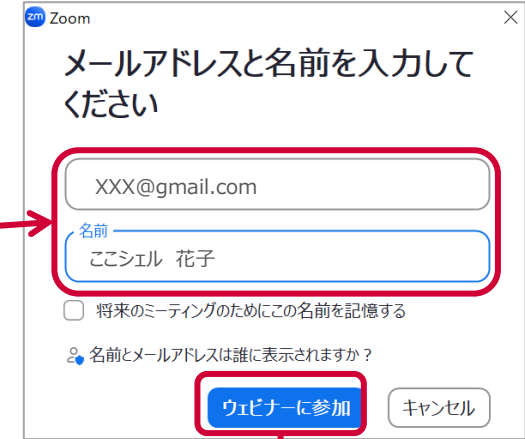 zm Zoom
メールアドレスと名前を入力して
ください
XXX@gmail.com
名前
ここシェル 花子
将来のミーティングのためにこの名前を記憶する
名前とメールアドレスは誰に表示されますか？
ウェビナーに参加 キャンセル